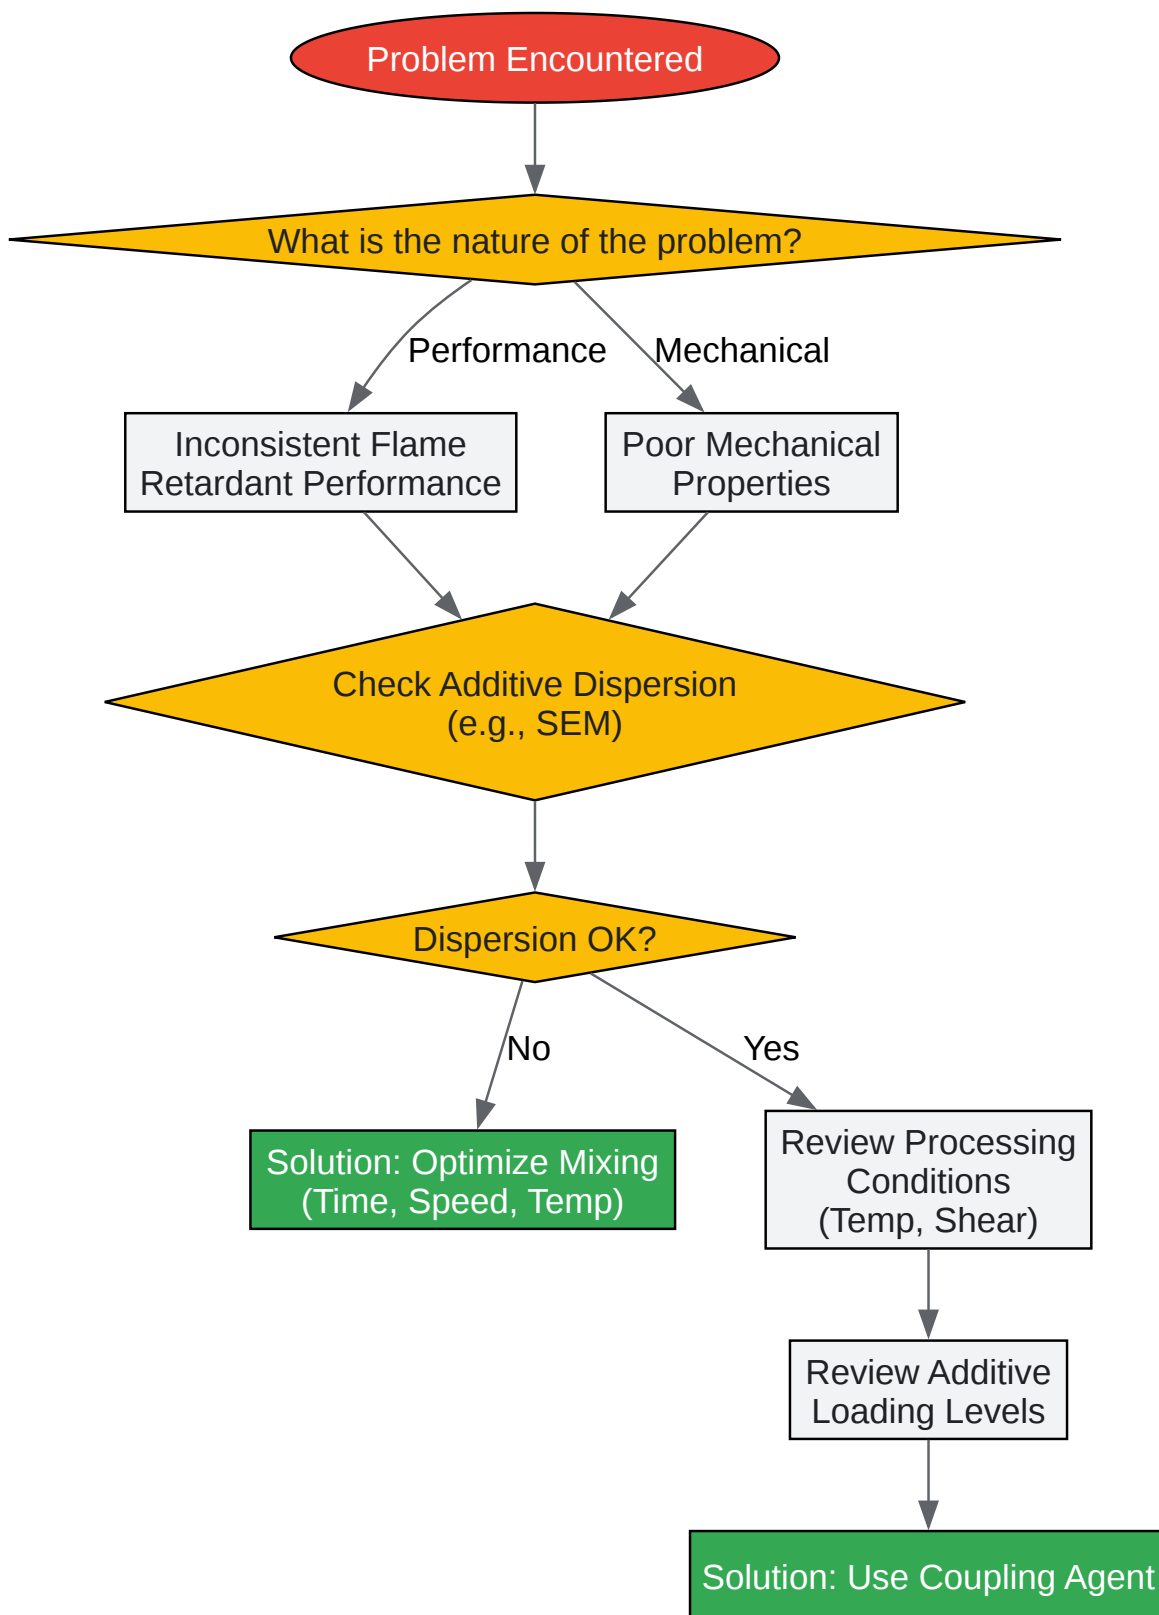 Problem Encountered
What is the nature of the problem?
Performance
Mechanical
Inconsistent Flame
Retardant Performance
Poor Mechanical
Properties
Check Additive Dispersion
(e.g., SEM)
Dispersion OK?
No
Yes
Solution: Optimize Mixing
(Time, Speed, Temp)
Review Processing
Conditions
(Temp, Shear)
Review Additive
Loading Levels
Solution: Use Coupling Agent